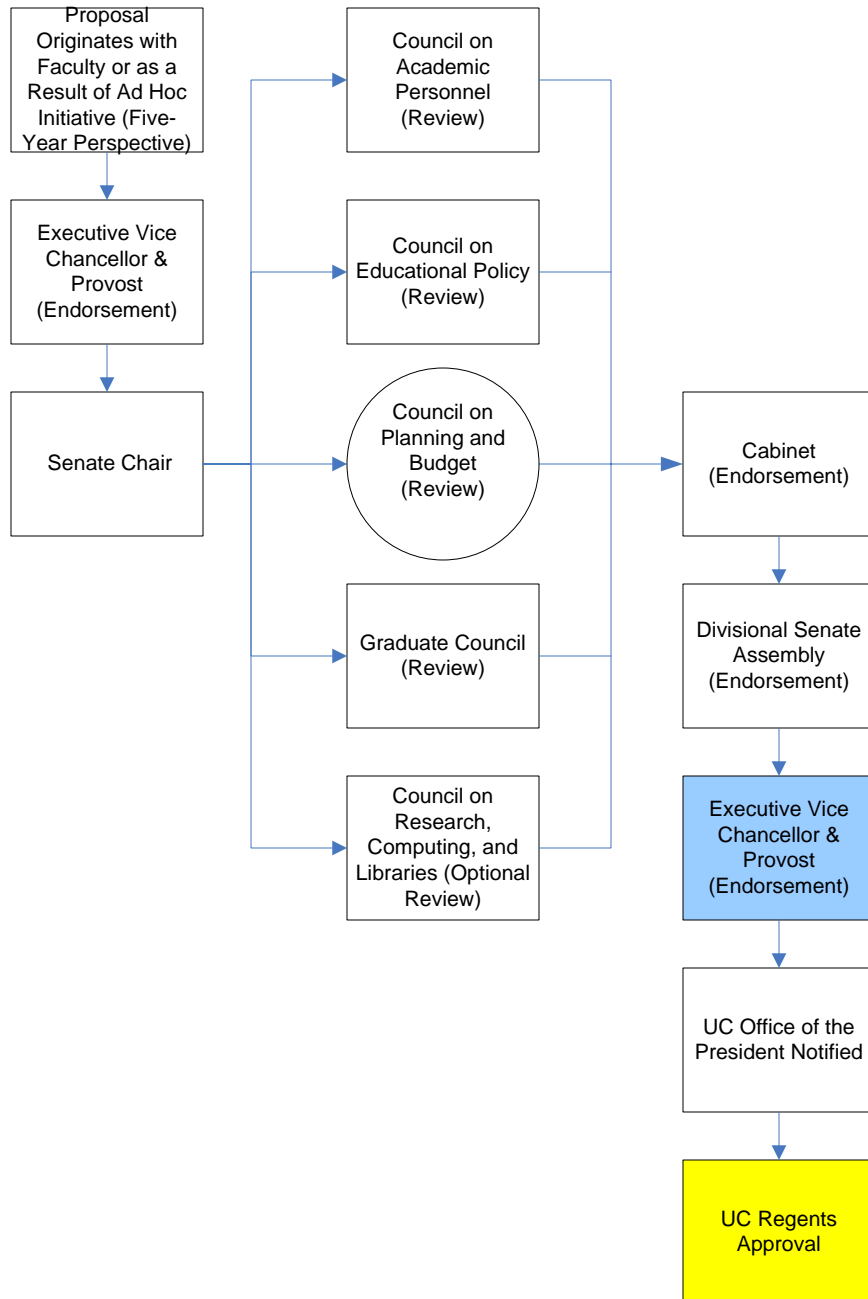 Proposal
Originates with
Faculty or as a
Result of Ad Hoc
Initiative (Five-
Year Perspective)
Executive Vice
Chancellor &
Provost
(Endorsement)
Senate Chair
Council on
Academic
Personnel
(Review)
Council on
Educational Policy
(Review)
Council on
Planning and
Budget
(Review)
Graduate Council
(Review)
Council on
Research,
Computing, and
Libraries (Optional
Review)
Cabinet
(Endorsement)
Divisional Senate
Assembly
(Endorsement)
Executive Vice
Chancellor &
Provost
(Endorsement)
UC Office of the
President Notified
UC Regents
Approval